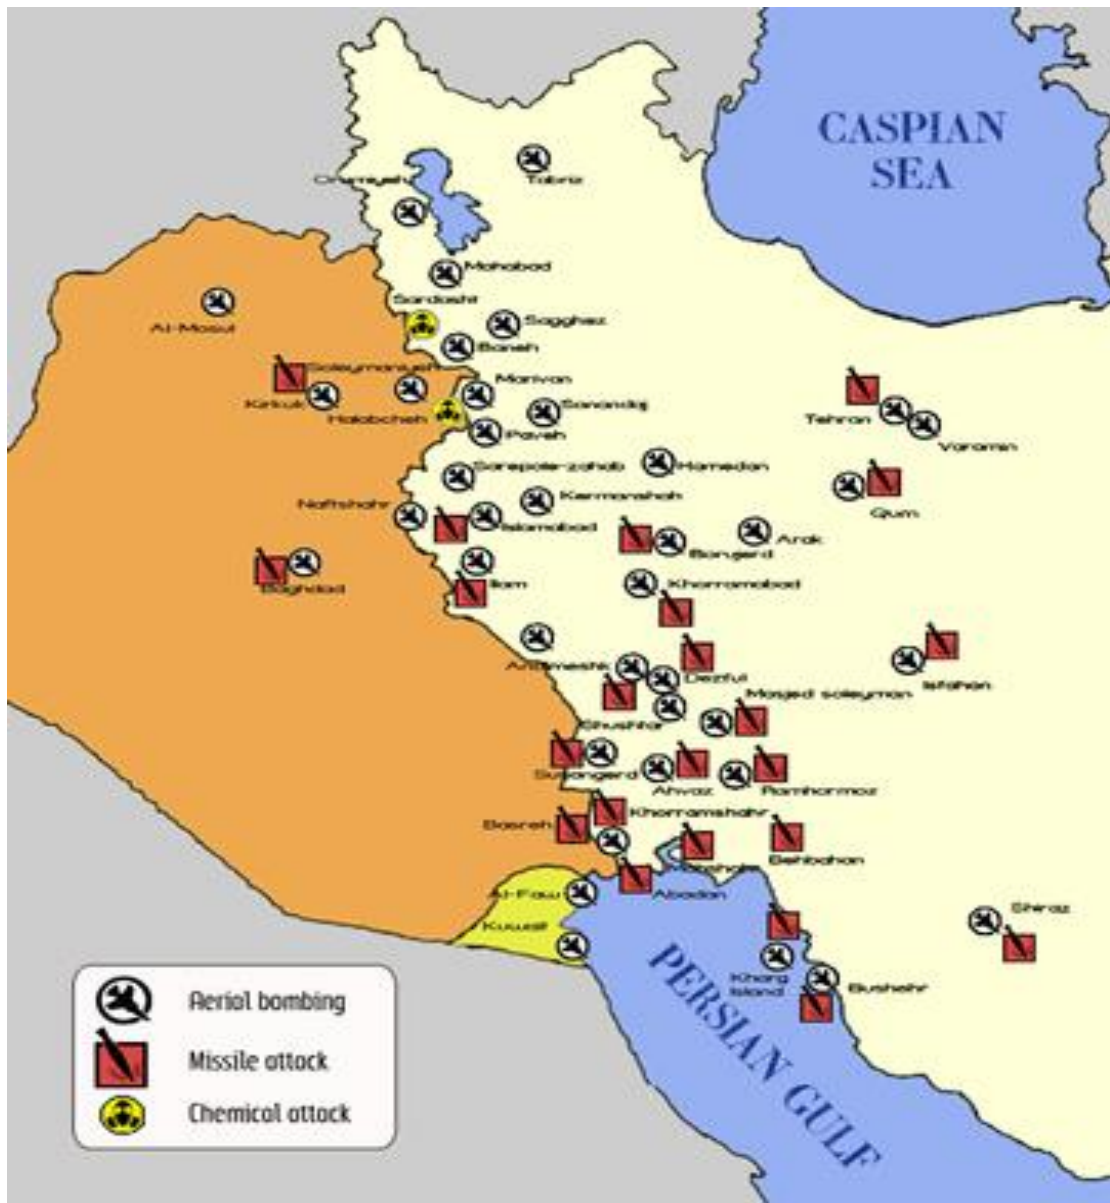 CASPIAN
SEA
Orumiyeh
Tabriz
Mahabad
Sardasht
Al-Mosul
Sagghez
Baneh
Soleymaniyeh
Marivan
Kirkuk
Halabcheh
Sanandaj
Tehran
Paveh
Varamin
Sarepole-zahab
Hamedan
Naftshahr
Kermanshah
Qum
Islamabad
Arak
Borujerd
Baghdad
Ilam
Khorramabad
Andimeshk
Dezful
Isfahan
Masjed soleyman
Shushtar
Susangerd
Ahvaz
Ramhormoz
Khorramshahr
Basreh
Behbahan
Mahshahr
Al-Faw
Abadan
Shiraz
Kuwait
Kharg
Island
Bushehr
PERSIAN GULF
Aerial bombing
Missile attack
Chemical attack